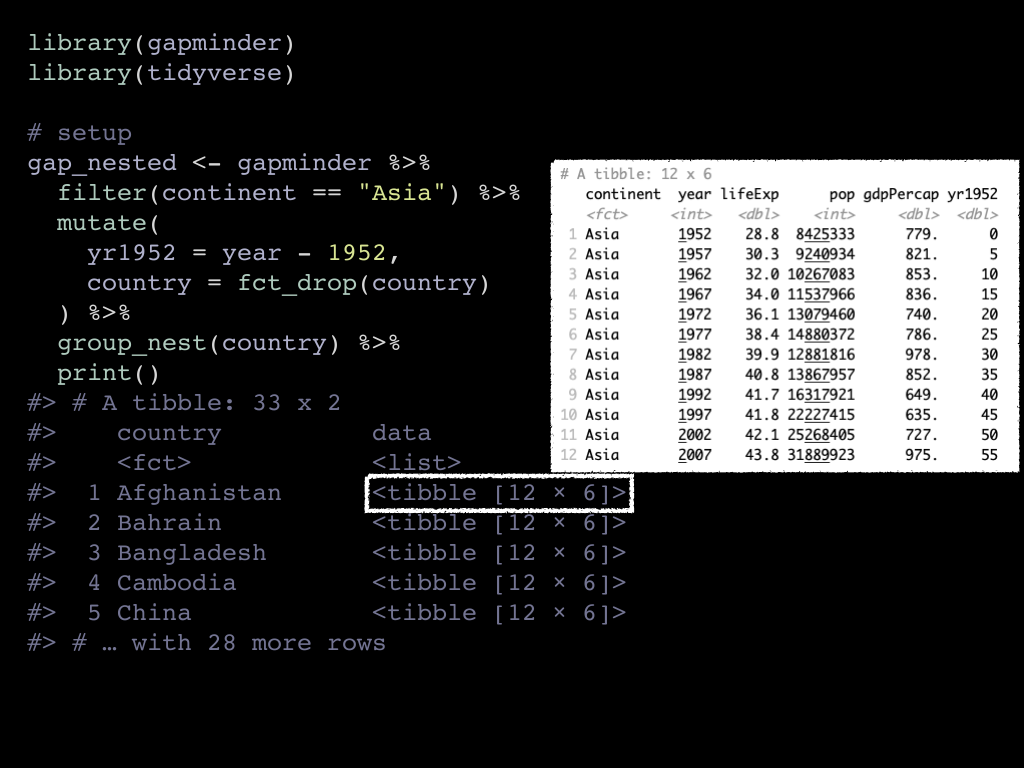 library(gapminder)
library(tidyverse)
# setup
gap_nested <- gapminder %>%
  filter(continent == "Asia") %>%
  mutate(
    yr1952 = year - 1952,
    country = fct_drop(country)
  ) %>%
  group_nest(country) %>%
  print()
#> # A tibble: 33 x 2
#>    country          data
#>    <fct>            <list>
#>  1 Afghanistan      <tibble [12 × 6]>
#>  2 Bahrain          <tibble [12 × 6]>
#>  3 Bangladesh       <tibble [12 × 6]>
#>  4 Cambodia         <tibble [12 × 6]>
#>  5 China            <tibble [12 × 6]>
#> # … with 28 more rows
# A tibble: 12 x 6
   continent  year lifeExp      pop gdpPercap yr1952
   <fct>     <int>   <dbl>    <int>     <dbl>  <dbl>
 1 Asia       1952    28.8  8425333      779.      0
 2 Asia       1957    30.3  9240934      821.      5
 3 Asia       1962    32.0 10267083      853.     10
 4 Asia       1967    34.0 11537966      836.     15
 5 Asia       1972    36.1 13079460      740.     20
 6 Asia       1977    38.4 14880372      786.     25
 7 Asia       1982    39.9 12881816      978.     30
 8 Asia       1987    40.8 13867957      852.     35
 9 Asia       1992    41.7 16317921      649.     40
10 Asia       1997    41.8 22227415      635.     45
11 Asia       2002    42.1 25268405      727.     50
12 Asia       2007    43.8 31889923      975.     55